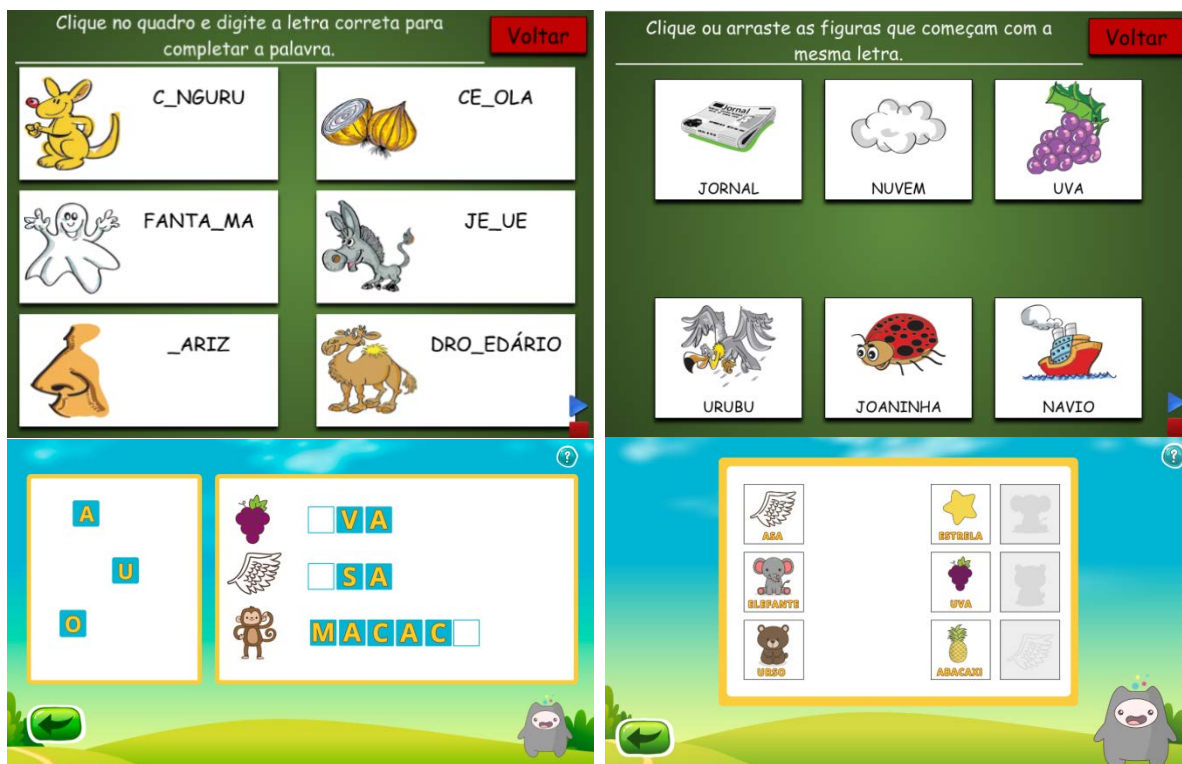 Clique no quadro e digite a letra correta para
completar a palavra.
Voltar
C_NGURU
CE_OLA
FANTA_MA
JE_UE
_ARIZ
DRO_EDÁRIO
Clique ou arraste as figuras que começam com a
mesma letra.
Voltar
Jornal
JORNAL
NUVEM
UVA
URUBU
JOANINHA
NAVIO
?
A
U
O
VA
SA
MACAC
?
ASA
ESTRELA
ELEFANTE
UVA
URSO
ABACAXI